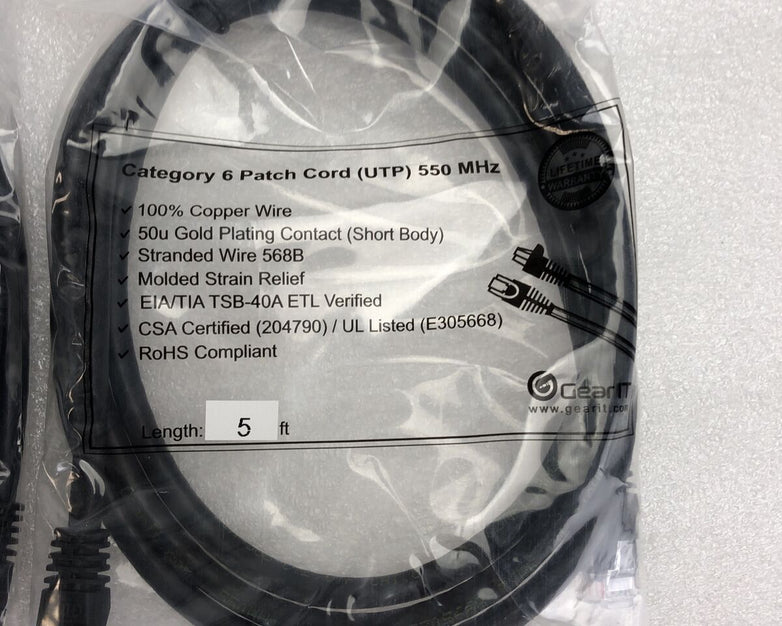 Category 6 Patch Cord (UTP) 550 MHz
LIFETIME
WARRANTY
✓ 100% Copper Wire
✓ 50u Gold Plating Contact (Short Body)
✓ Stranded Wire 568B
✓ Molded Strain Relief
✓ EIA/TIA TSB-40A ETL Verified
✓ CSA Certified (204790) / UL Listed (E305668)
✓ RoHS Compliant
GearIT
www.gearit.com
Length: 5 ft